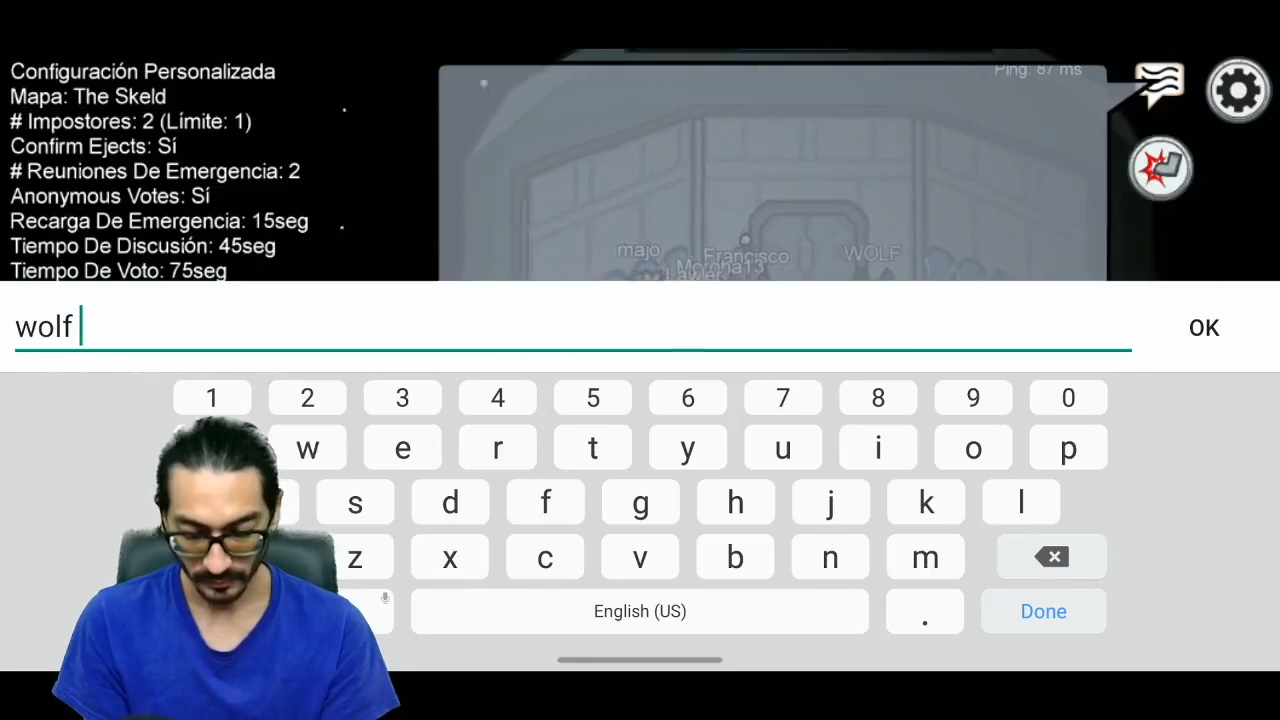 Configuración Personalizada
Mapa: The Skeld
# Impostores: 2 (Límite: 1)
Confirm Ejects: Sí
# Reuniones De Emergencia: 2
Anonymous Votes: Sí
Recarga De Emergencia: 15seg
Tiempo De Discusión: 45seg
Tiempo De Voto: 75seg
Ping: 87 ms
majo
Francisco
Morona13
Lawler
WOLF
wolf
OK
1 2 3 4 5 6 7 8 9 0
w e r t y u i o p
s d f g h j k l
z x c v b n m
English (US)
.
Done